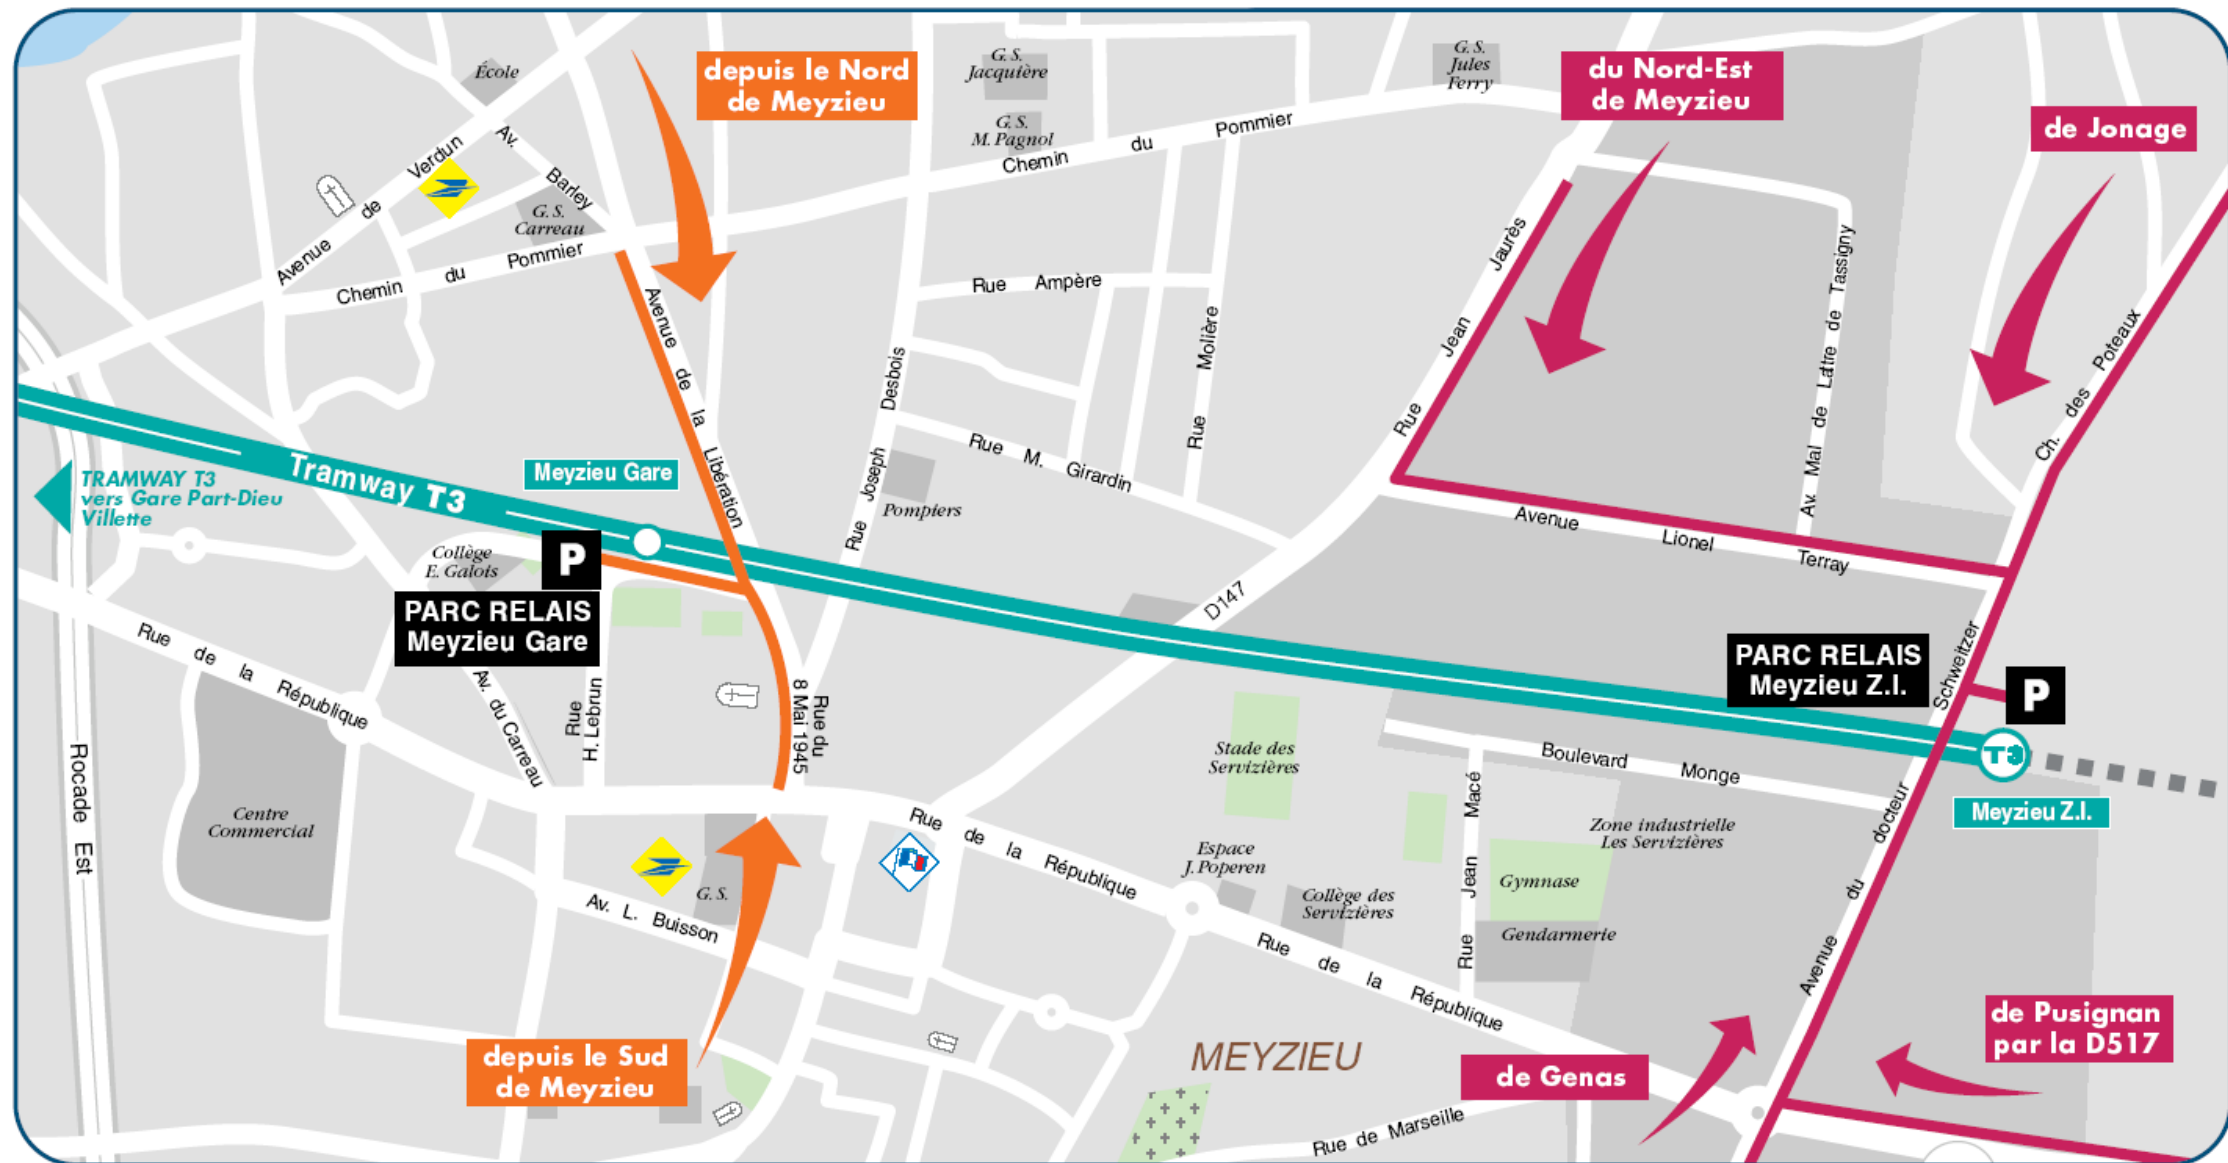 École
depuis le Nord
de Meyzieu
G. S.
Jacquière
G. S.
M. Pagnol
G. S.
Jules
Ferry
du Nord-Est
de Meyzieu
de Jonage
Avenue de Verdun
Av. Barley
G. S.
Carreau
Chemin du Pommier
Chemin du Pommier
Avenue de la Libération
Rue Ampère
Rue Molière
Rue Joseph Desbois
Rue M. Girardin
Pompiers
Rue Jean Jaurès
Av. Mal de Lattre de Tassigny
Ch. des Poteaux
Avenue Lionel Terray
Tramway T3
Meyzieu Gare
TRAMWAY T3
vers Gare Part-Dieu
Villette
Collège
E. Galois
P
PARC RELAIS
Meyzieu Gare
D147
PARC RELAIS
Meyzieu Z.I.
P
T3
Meyzieu Z.I.
Rue de la République
Av. du Carreau
Rue
H. Lebrun
Rue du
8 Mai 1945
Rocade Est
Centre
Commercial
Stade des
Servizières
Boulevard Monge
Rue Jean Macé
Zone industrielle
Les Servizières
Avenue du docteur Schweitzer
Rue de la République
Espace
J. Poperen
Collège des
Servizières
Gymnase
Gendarmerie
G. S.
Av. L. Buisson
Rue de la République
depuis le Sud
de Meyzieu
MEYZIEU
de Genas
de Pusignan
par la D517
Rue de Marseille